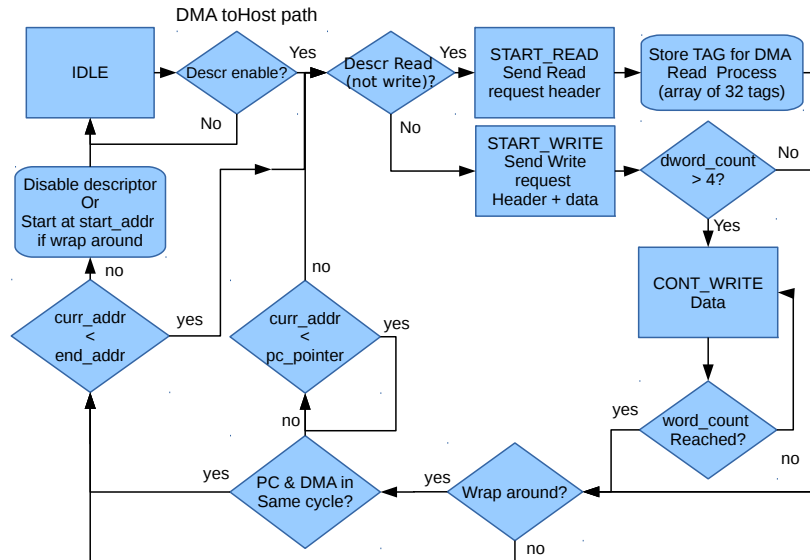 DMA toHost path
IDLE
Descr enable?
Yes
No
Descr Read
(not write)?
Yes
No
START_READ
Send Read
request header
Store TAG for DMA
Read Process
(array of 32 tags)
START_WRITE
Send Write
request
Header + data
dword_count
> 4?
No
Yes
Disable descriptor
Or
Start at start_addr
if wrap around
no
curr_addr
<
end_addr
yes
no
curr_addr
<
pc_pointer
yes
no
CONT_WRITE
Data
word_count
Reached?
yes
no
PC & DMA in
Same cycle?
yes
Wrap around?
yes
no